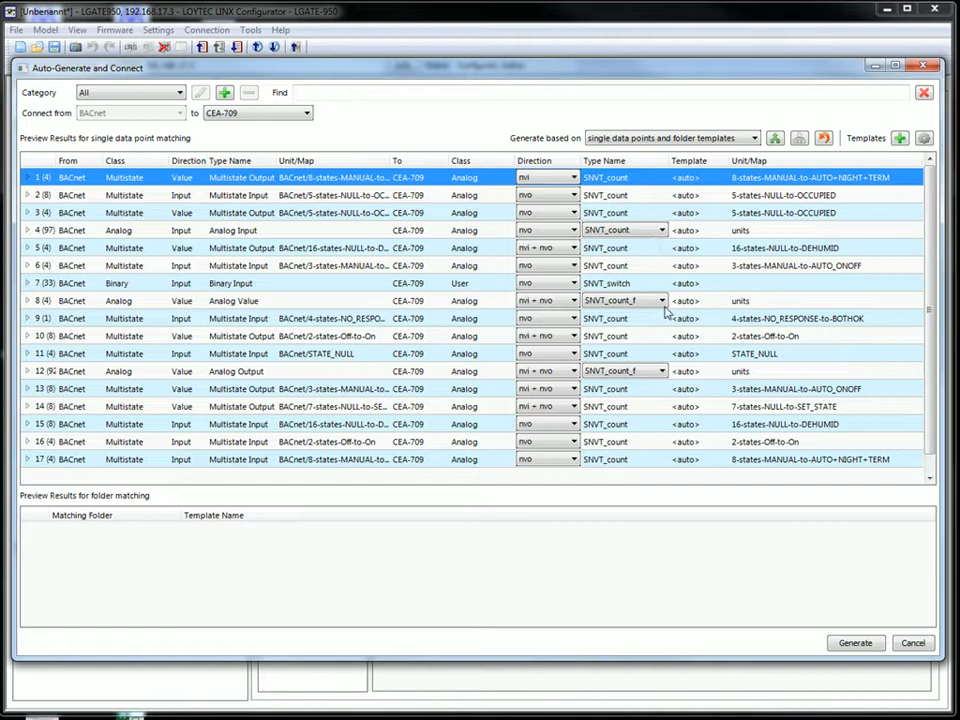 [Unbenannt*] - LGATE950, 192.168.17.3 - LOYTEC LINX Configurator - LGATE-950
File Model View Firmware Settings Connection Tools Help
Auto-Generate and Connect
Category All Find
Connect from BACnet to CEA-709
Preview Results for single data point matching Generate based on single data points and folder templates Templates
From Class Direction Type Name Unit/Map To Class Direction Type Name Template Unit/Map
1 (4) BACnet Multistate Value Multistate Output BACnet/8-states-MANUAL-to... CEA-709 Analog nvi SNVT_count <auto> 8-states-MANUAL-to-AUTO+NIGHT+TERM
2 (8) BACnet Multistate Input Multistate Input BACnet/5-states-NULL-to-OC... CEA-709 Analog nvo SNVT_count <auto> 5-states-NULL-to-OCCUPIED
3 (4) BACnet Multistate Value Multistate Output BACnet/5-states-NULL-to-OC... CEA-709 Analog nvo SNVT_count <auto> 5-states-NULL-to-OCCUPIED
4 (97) BACnet Analog Input Analog Input CEA-709 Analog nvo SNVT_count <auto> units
5 (4) BACnet Multistate Value Multistate Output BACnet/16-states-NULL-to-D... CEA-709 Analog nvi + nvo SNVT_count <auto> 16-states-NULL-to-DEHUMID
6 (4) BACnet Multistate Input Multistate Input BACnet/3-states-MANUAL-to... CEA-709 Analog nvo SNVT_count <auto> 3-states-MANUAL-to-AUTO_ONOFF
7 (33) BACnet Binary Input Binary Input CEA-709 User nvo SNVT_switch <auto>
8 (4) BACnet Analog Value Analog Value CEA-709 Analog nvi + nvo SNVT_count_f <auto> units
9 (1) BACnet Multistate Input Multistate Input BACnet/4-states-NO_RESPO... CEA-709 Analog nvo SNVT_count <auto> 4-states-NO_RESPONSE-to-BOTHOK
10 (8) BACnet Multistate Value Multistate Output BACnet/2-states-Off-to-On CEA-709 Analog nvi + nvo SNVT_count <auto> 2-states-Off-to-On
11 (4) BACnet Multistate Input Multistate Input BACnet/STATE_NULL CEA-709 Analog nvo SNVT_count <auto> STATE_NULL
12 (92 BACnet Analog Value Analog Output CEA-709 Analog nvi + nvo SNVT_count_f <auto> units
13 (8) BACnet Multistate Value Multistate Output BACnet/3-states-MANUAL-to... CEA-709 Analog nvi + nvo SNVT_count <auto> 3-states-MANUAL-to-AUTO_ONOFF
14 (8) BACnet Multistate Value Multistate Output BACnet/7-states-NULL-to-SE... CEA-709 Analog nvi + nvo SNVT_count <auto> 7-states-NULL-to-SET_STATE
15 (8) BACnet Multistate Input Multistate Input BACnet/16-states-NULL-to-D... CEA-709 Analog nvo SNVT_count <auto> 16-states-NULL-to-DEHUMID
16 (4) BACnet Multistate Input Multistate Input BACnet/2-states-Off-to-On CEA-709 Analog nvo SNVT_count <auto> 2-states-Off-to-On
17 (4) BACnet Multistate Input Multistate Input BACnet/8-states-MANUAL-to... CEA-709 Analog nvo SNVT_count <auto> 8-states-MANUAL-to-AUTO+NIGHT+TERM
Preview Results for folder matching
Matching Folder Template Name
Generate Cancel